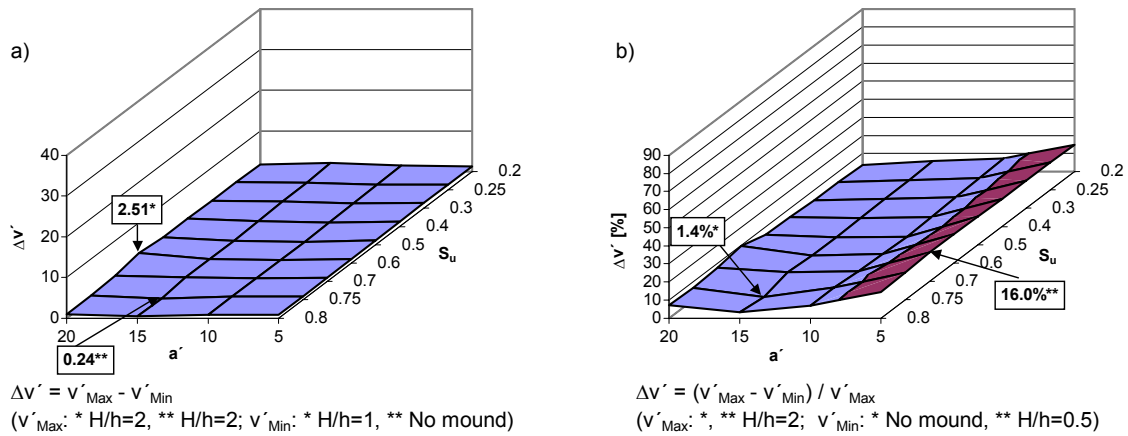 a)
40
30
20
10
0
Δv´
2.51*
0.24**
20 15 10 5
a´
0.2
0.25
0.3
0.4
0.5
0.6
0.7
0.75
0.8
Su
Δv´ = v´Max - v´Min
(v´Max: * H/h=2, ** H/h=2; v´Min: * H/h=1, ** No mound)
b)
90
80
70
60
50
40
30
20
10
0
Δv´ [%]
1.4%*
16.0%**
20 15 10 5
a´
0.2
0.25
0.3
0.4
0.5
0.6
0.7
0.75
0.8
Su
Δv´ = (v´Max - v´Min) / v´Max
(v´Max: *, ** H/h=2; v´Min: * No mound, ** H/h=0.5)